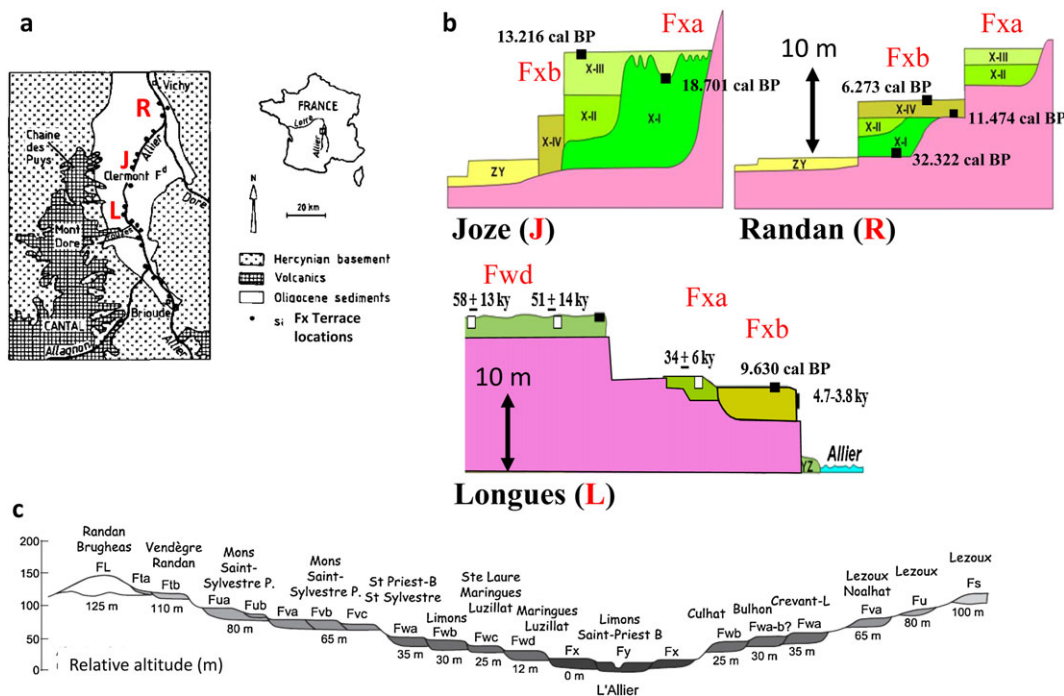 a
Vichy
R
Chaine
des
Puys
Allier
J
Clermont Fd
L
Dore
Mont
Dore
Brioude
CANTAL
Allagnon
Allier
FRANCE
Loire
Allier
N
20 km
Hercynian basement
Volcanics
Oligocene sediments
si Fx Terrace
locations
b
Fxa
13.216 cal BP
Fxb
X-III
18.701 cal BP
X-II
X-I
X-IV
ZY
Joze (J)
Fxa
10 m
Fxb
X-III
X-II
6.273 cal BP
X-IV
11.474 cal BP
X-II
X-I
32.322 cal BP
ZY
Randan (R)
Fwd
58 ± 13 ky
51 ± 14 ky
Fxa
Fxb
34 ± 6 ky
9.630 cal BP
10 m
4.7-3.8 ky
YZ
Allier
Longues (L)
c
200
150
100
50
0
Relative altitude (m)
Randan
Brugheas
FL
125 m
Fta
Vendègre
Randan
Ftb
110 m
Mons
Saint-
Sylvestre P.
Fua
Fub
80 m
Mons
Saint-
Sylvestre P.
Fva
Fvb
Fvc
65 m
St Priest-B
St Sylvestre
Fwa
35 m
Limons
Fwb
30 m
Ste Laure
Maringues
Luzillat
Fwc
25 m
Maringues
Luzillat
Fwd
12 m
Fx
0 m
Limons
Saint-Priest B
Fy
L'Allier
Fx
Culhat
Fwb
25 m
Bulhon
Fwa-b?
30 m
Crevant-L
Fwa
35 m
Lezoux
Noalhat
Fva
65 m
Lezoux
Fu
80 m
Lezoux
Fs
100 m